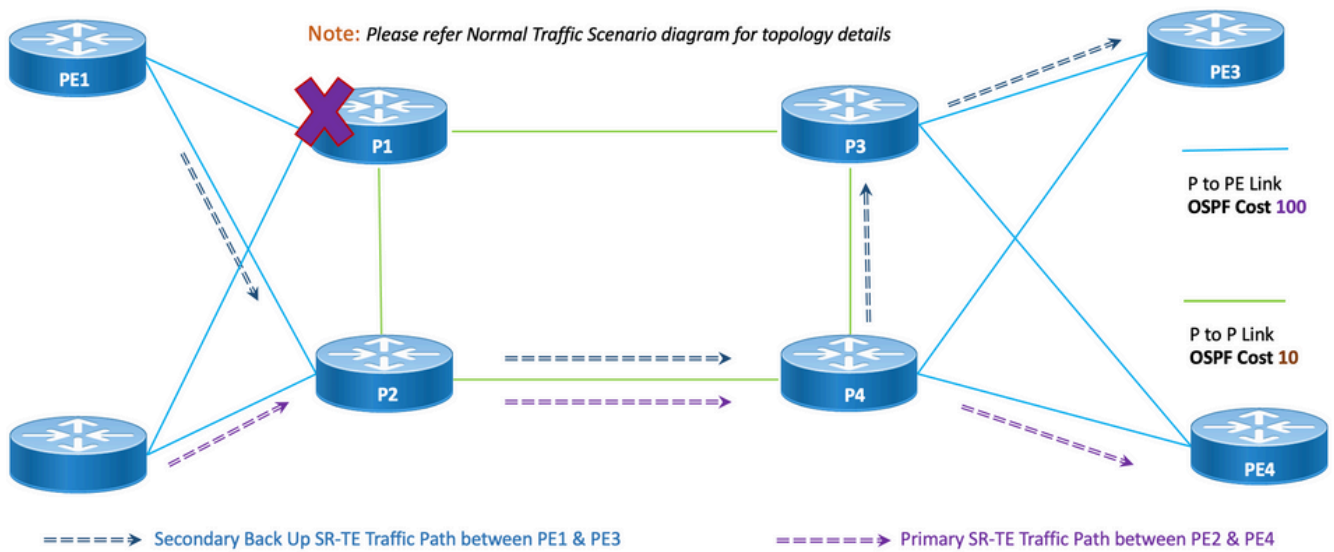 Note: Please refer Normal Traffic Scenario diagram for topology details
PE1
PE3
P1
P3
P to PE Link
OSPF Cost 100
P to P Link
OSPF Cost 10
P2
P4
PE4
Secondary Back Up SR-TE Traffic Path between PE1 & PE3
Primary SR-TE Traffic Path between PE2 & PE4